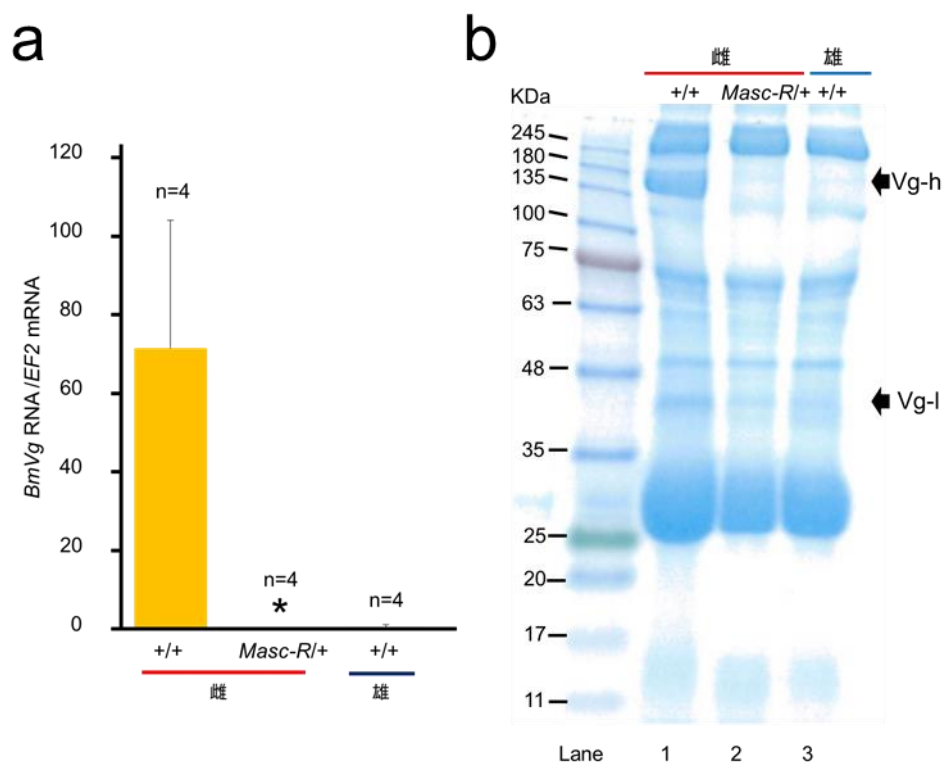 a
120
100
80
60
40
20
0
BmVg RNA/EF2 mRNA
n=4
n=4
*
n=4
+/+ Masc-R/+ +/+
雌 雄
b
雌 雄
+/+ Masc-R/+ +/+
KDa
245
180
135
100
75
63
48
35
25
20
17
11
Vg-h
Vg-l
Lane 1 2 3